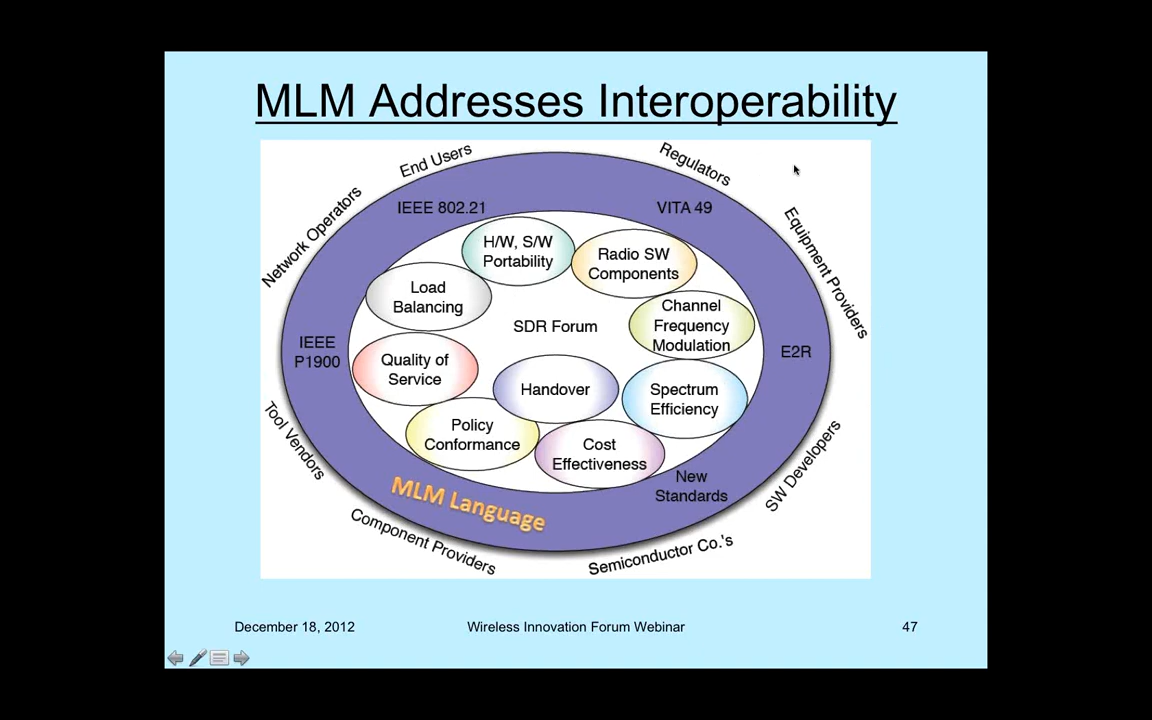 MLM Addresses Interoperability
End Users
Regulators
Network Operators
Equipment Providers
IEEE 802.21
VITA 49
H/W, S/W
Portability
Radio SW
Components
Load
Balancing
Channel
Frequency
Modulation
SDR Forum
IEEE
P1900
E2R
Quality of
Service
Handover
Spectrum
Efficiency
Policy
Conformance
Cost
Effectiveness
Tool Vendors
SW Developers
MLM Language
New
Standards
Component Providers
Semiconductor Co.'s
December 18, 2012
Wireless Innovation Forum Webinar
47